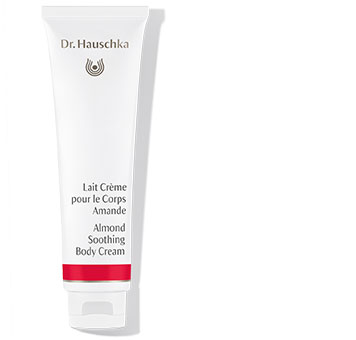 Dr. Hauschka
Lait Crème
pour le Corps
Amande
Almond
Soothing
Body Cream